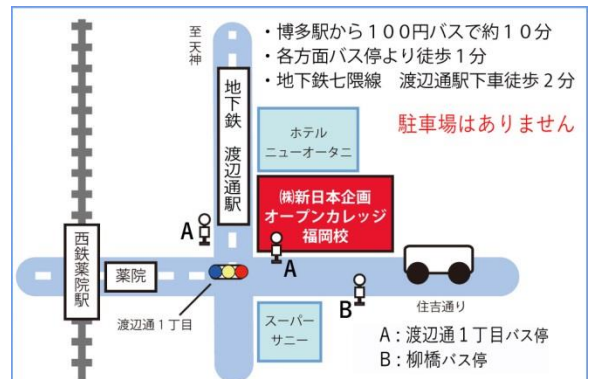 ・博多駅から１００円バスで約１０分
・各方面バス停より徒歩１分
・地下鉄七隈線　渡辺通駅下車徒歩２分
駐車場はありません
至天神
地下鉄　渡辺通駅
ホテル
ニューオータニ
㈱新日本企画
オープンカレッジ
福岡校
A
A
西鉄薬院駅
薬院
B
住吉通り
渡辺通１丁目
スーパー
サニー
A：渡辺通１丁目バス停
B：柳橋バス停